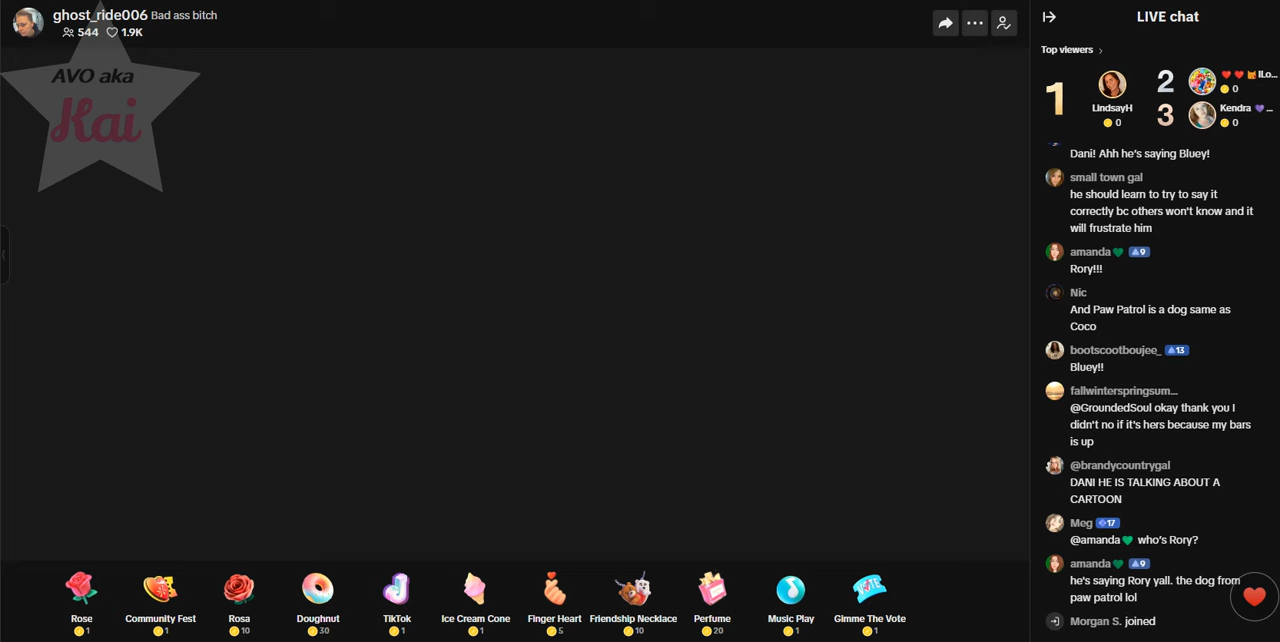 ghost_ride006 Bad ass bitch
544 1.9K
AVO aka
Kai
LIVE chat
Top viewers
1
LindsayH
0
2
ILo...
0
3
Kendra
0
Dani! Ahh he's saying Bluey!
small town gal
he should learn to try to say it
correctly bc others won't know and it
will frustrate him
amanda 9
Rory!!!
Nic
And Paw Patrol is a dog same as
Coco
bootscootboujee_ 13
Bluey!!
fallwinterspringsum...
@GroundedSoul okay thank you I
didn't no if it's hers because my bars
is up
@brandycountrygal
DANI HE IS TALKING ABOUT A
CARTOON
Meg 17
@amanda💚 who's Rory?
amanda 9
he's saying Rory yall. the dog from
paw patrol lol
Morgan S. joined
VOTE
Rose
1
Community Fest
1
Rosa
10
Doughnut
30
TikTok
1
Ice Cream Cone
1
Finger Heart
5
Friendship Necklace
10
Perfume
20
Music Play
1
Gimme The Vote
1